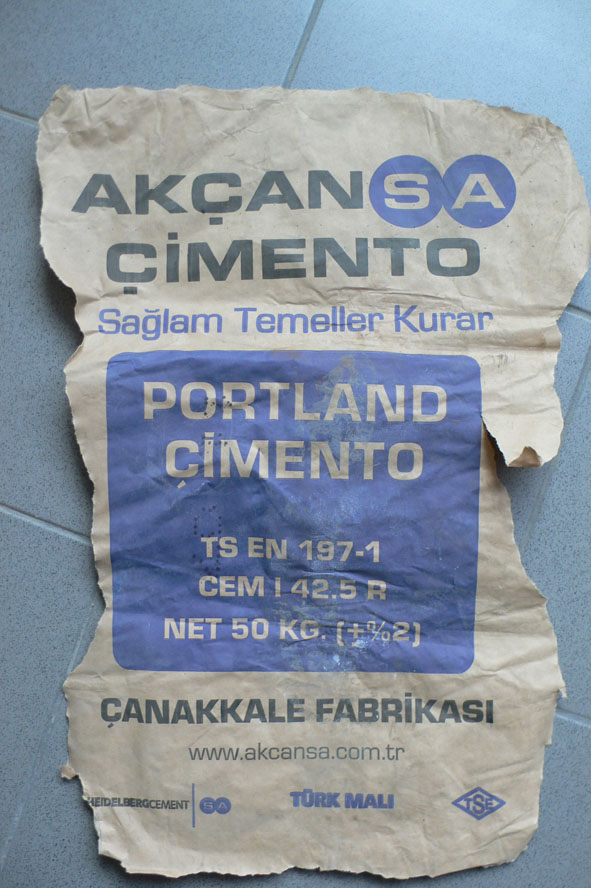 AKÇANSA
ÇİMENTO
Sağlam Temeller Kurar
PORTLAND
ÇİMENTO
TS EN 197-1
CEM I 42.5 R
NET 50 KG. (±%2)
ÇANAKKALE FABRİKASI
www.akcansa.com.tr
HEIDELBERGCEMENT SA TÜRK MALI TSE